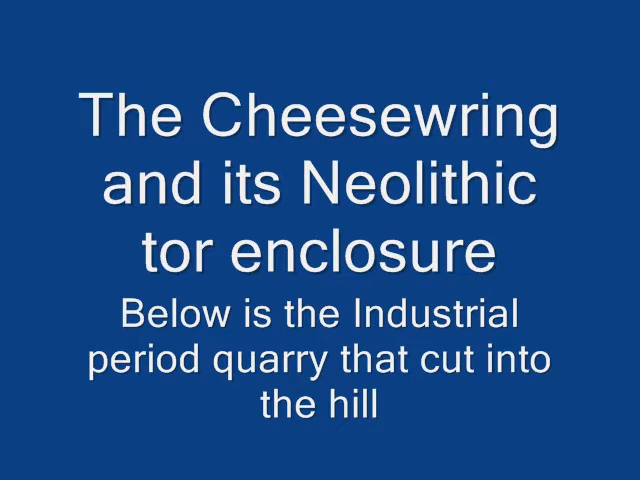 The Cheesewring
and its Neolithic
tor enclosure
Below is the Industrial
period quarry that cut into
the hill